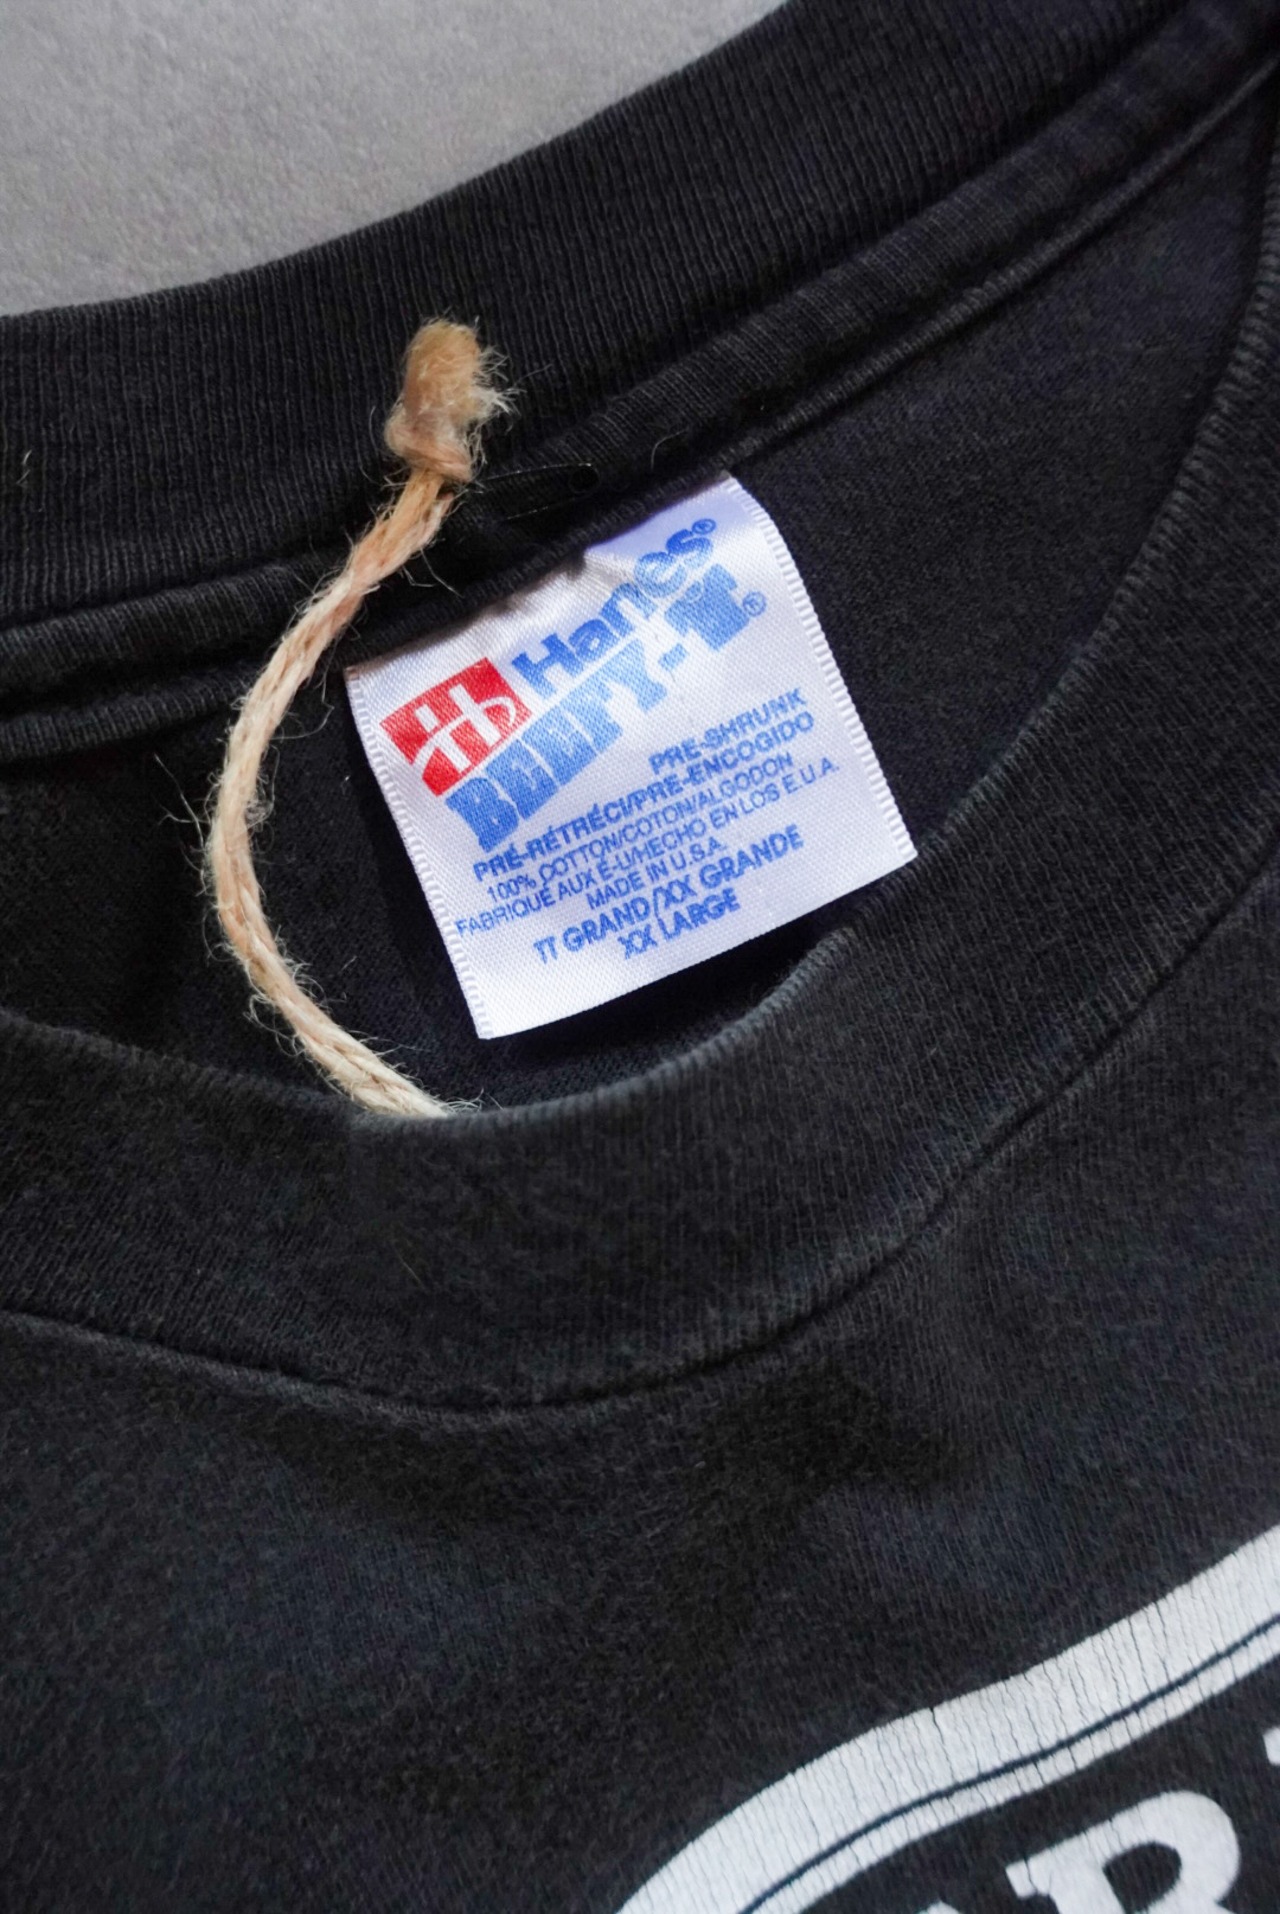 Hanes®
BEEFY-T®
PRE-SHRUNK
PRÉ-RÉTRÉCI/PRE-ENCOGIDO
100% COTTON/COTON/ALGODON
FABRIQUÉ AUX É-U/HECHO EN LOS E.U.A.
MADE IN U.S.A.
TT GRAND/XX GRANDE
XX LARGE